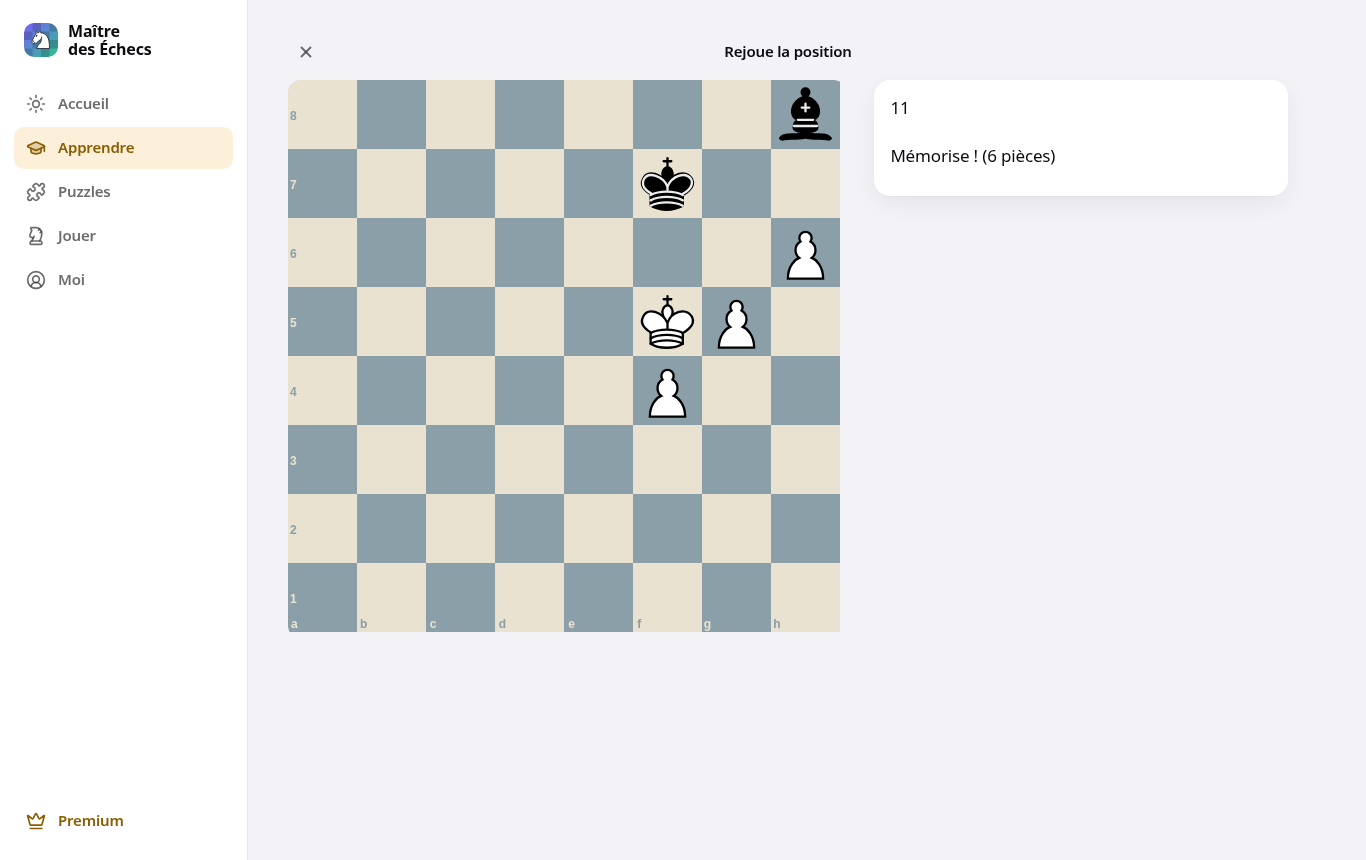 Maître
des Échecs
Accueil
Apprendre
Puzzles
Jouer
Moi
Premium
Rejoue la position
8
7
6
5
4
3
2
1
a b c d e f g h
11
Mémorise ! (6 pièces)